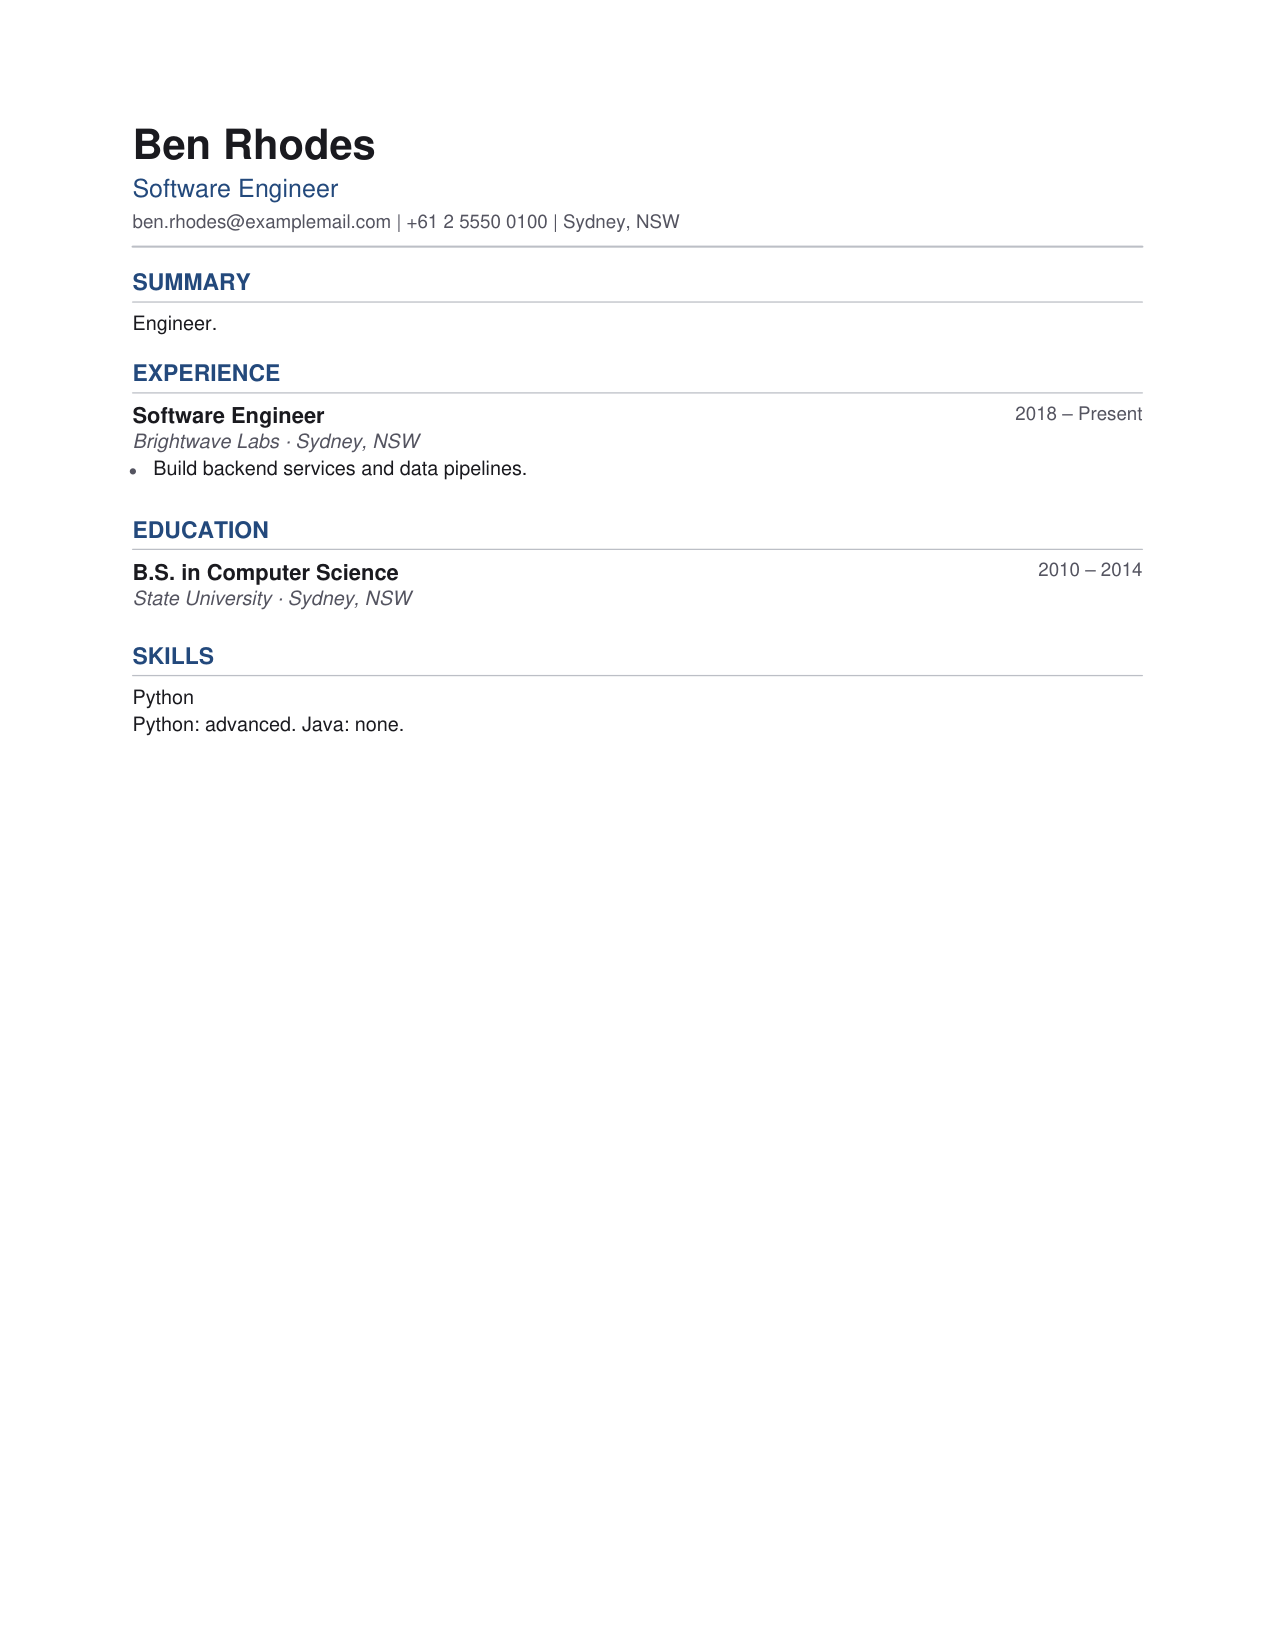 Ben Rhodes
Software Engineer
ben.rhodes@examplemail.com | +61 2 5550 0100 | Sydney, NSW
SUMMARY
Engineer.
EXPERIENCE
Software Engineer 2018 – Present
Brightwave Labs · Sydney, NSW
• Build backend services and data pipelines.
EDUCATION
B.S. in Computer Science 2010 – 2014
State University · Sydney, NSW
SKILLS
Python
Python: advanced. Java: none.